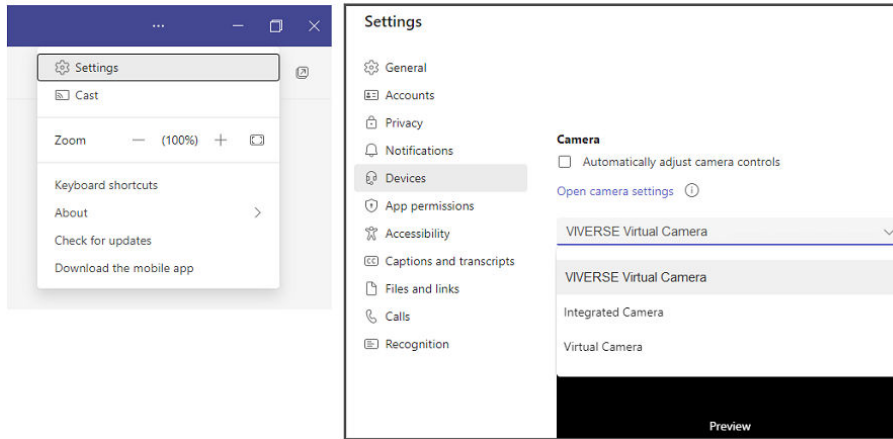 ...
Settings
Cast
Zoom — (100%) +
Keyboard shortcuts
About
Check for updates
Download the mobile app
Settings
General
Accounts
Privacy
Notifications
Devices
App permissions
Accessibility
CC Captions and transcripts
Files and links
Calls
Recognition
Camera
Automatically adjust camera controls
Open camera settings
VIVERSE Virtual Camera
VIVERSE Virtual Camera
Integrated Camera
Virtual Camera
Preview